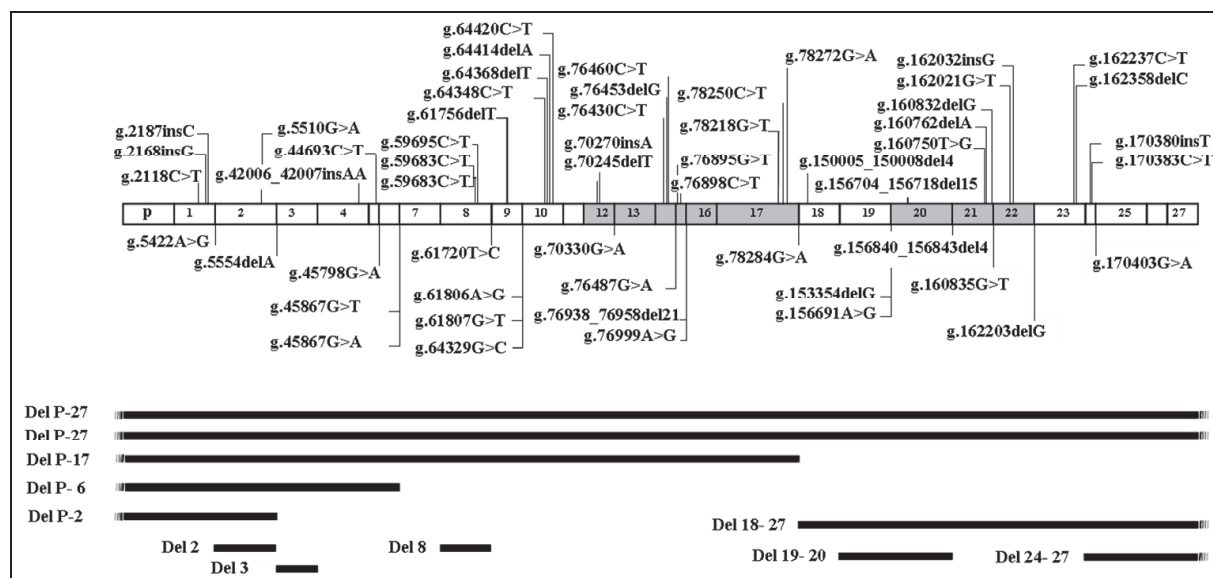 g.64420C>T
g.64414delA
g.64368delT
g.64348C>T
g.61756delT
g.76460C>T
g.76453delG
g.76430C>T
g.78272G>A
g.78250C>T
g.78218G>T
g.162032insG
g.162021G>T
g.160832delG
g.160762delA
g.160750T>G
g.162237C>T
g.162358delC
g.2187insC
g.2168insG
g.2118C>T
g.5510G>A
g.44693C>T
g.42006_42007insAA
g.59695C>T
g.59683C>T
g.59683C>T
g.70270insA
g.70245delT
g.76895G>T
g.76898C>T
g.150005_150008del4
g.156704_156718del15
g.170380insT
g.170383C>T
p 1 2 3 4 7 8 9 10 12 13 16 17 18 19 20 21 22 23 25 27
g.5422A>G
g.5554delA
g.45798G>A
g.45867G>T
g.45867G>A
g.61720T>C
g.61806A>G
g.61807G>T
g.64329G>C
g.70330G>A
g.76487G>A
g.76938_76958del21
g.76999A>G
g.78284G>A
g.156840_156843del4
g.153354delG
g.156691A>G
g.160835G>T
g.162203delG
g.170403G>A
Del P-27
Del P-27
Del P-17
Del P- 6
Del P-2
Del 18- 27
Del 2
Del 8
Del 19- 20
Del 24- 27
Del 3